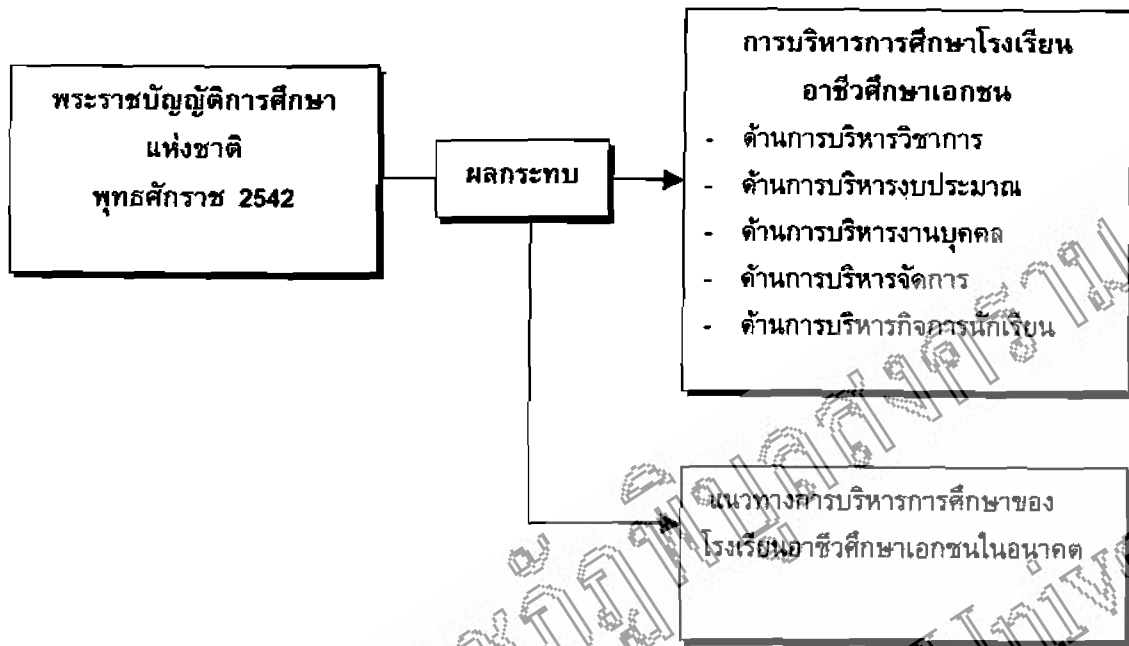 พระราชบัญญัติการศึกษา
แห่งชาติ
พุทธศักราช 2542
ผลกระทบ
การบริหารการศึกษาโรงเรียน
อาชีวศึกษาเอกชน
- ด้านการบริหารวิชาการ
- ด้านการบริหารงบประมาณ
- ด้านการบริหารงานบุคคล
- ด้านการบริหารจัดการ
- ด้านการบริหารกิจการนักเรียน
แนวทางการบริหารการศึกษาของ
โรงเรียนอาชีวศึกษาเอกชนในอนาคต